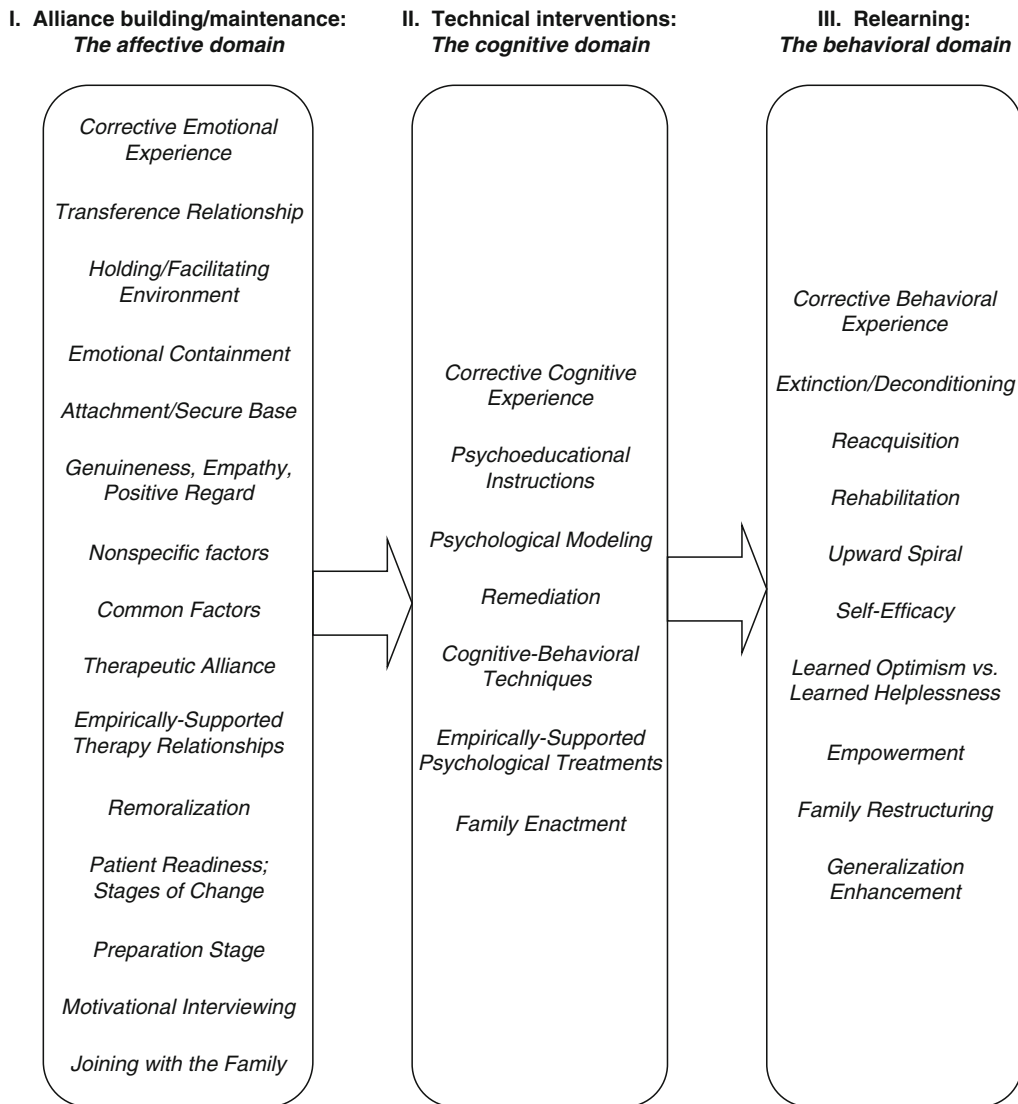 I. Alliance building/maintenance:
The affective domain
Corrective Emotional
Experience
Transference Relationship
Holding/Facilitating
Environment
Emotional Containment
Attachment/Secure Base
Genuineness, Empathy,
Positive Regard
Nonspecific factors
Common Factors
Therapeutic Alliance
Empirically-Supported
Therapy Relationships
Remoralization
Patient Readiness;
Stages of Change
Preparation Stage
Motivational Interviewing
Joining with the Family
II. Technical interventions:
The cognitive domain
Corrective Cognitive
Experience
Psychoeducational
Instructions
Psychological Modeling
Remediation
Cognitive-Behavioral
Techniques
Empirically-Supported
Psychological Treatments
Family Enactment
III. Relearning:
The behavioral domain
Corrective Behavioral
Experience
Extinction/Deconditioning
Reacquisition
Rehabilitation
Upward Spiral
Self-Efficacy
Learned Optimism vs.
Learned Helplessness
Empowerment
Family Restructuring
Generalization
Enhancement